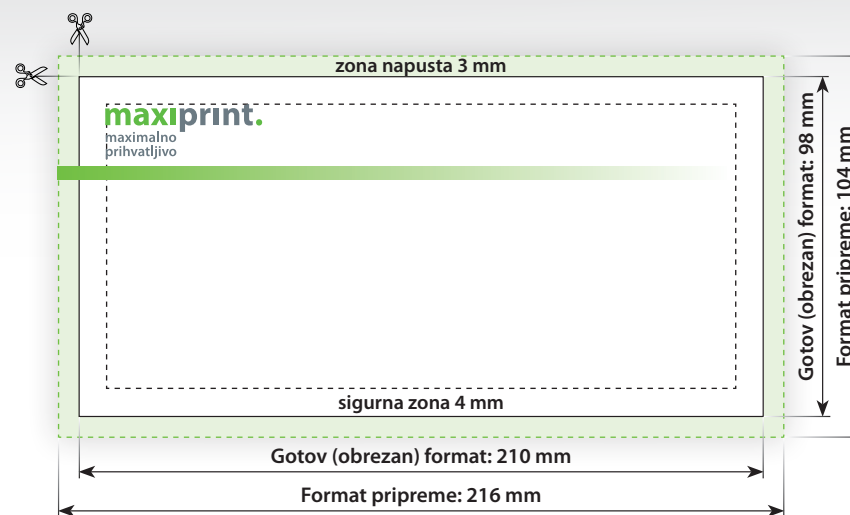 zona napusta 3 mm
maxiprint.
maximalno
prihvatljivo
sigurna zona 4 mm
Gotov (obrezan) format: 210 mm
Format pripreme: 216 mm
Gotov (obrezan) format: 98 mm
Format pripreme: 104 mm